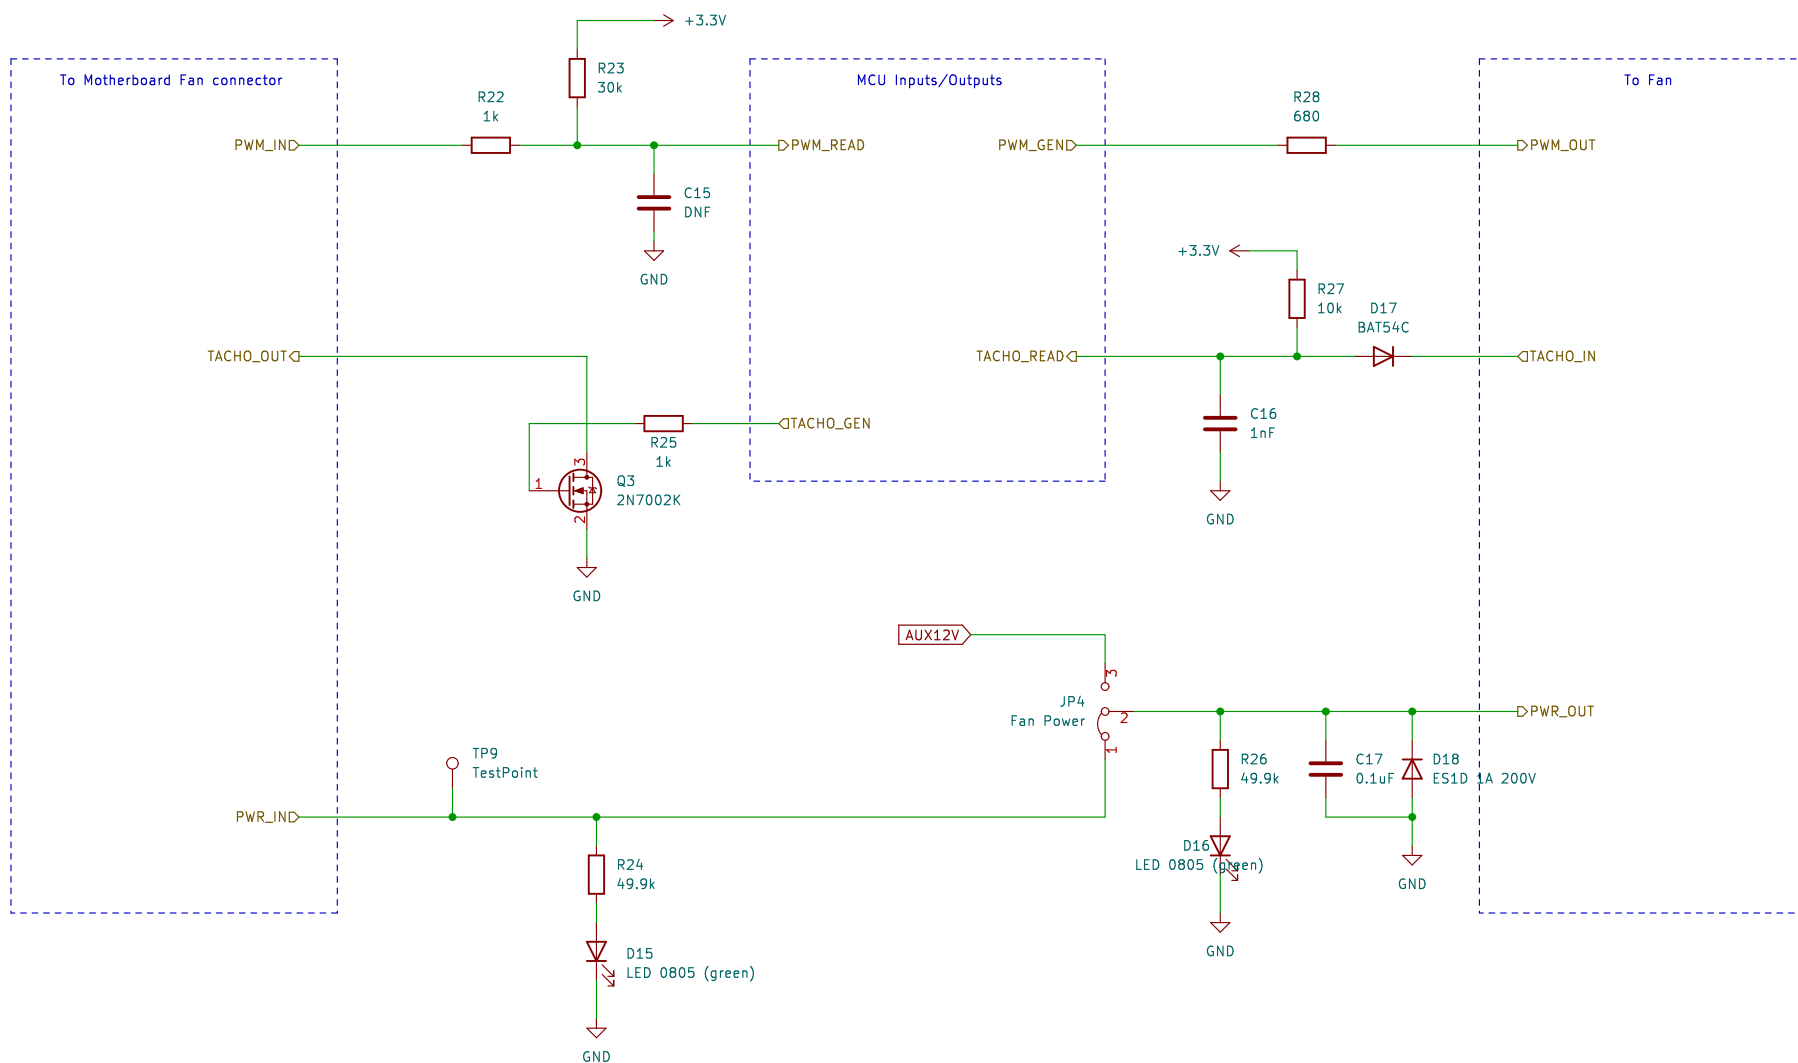 +3.3V
To Motherboard Fan connector
MCU Inputs/Outputs
To Fan
R23
30k
R22
1k
R28
680
PWM_IN
PWM_READ
PWM_GEN
PWM_OUT
C15
DNF
GND
+3.3V
R27
10k
D17
BAT54C
TACHO_OUT
TACHO_READ
TACHO_IN
C16
1nF
TACHO_GEN
R25
1k
3
1
2
Q3
2N7002K
GND
GND
AUX12V
3
JP4
Fan Power
2
1
PWR_OUT
TP9
TestPoint
R26
49.9k
C17
0.1uF
D18
ES1D 1A 200V
PWR_IN
D16
LED 0805 (green)
R24
49.9k
GND
GND
D15
LED 0805 (green)
GND